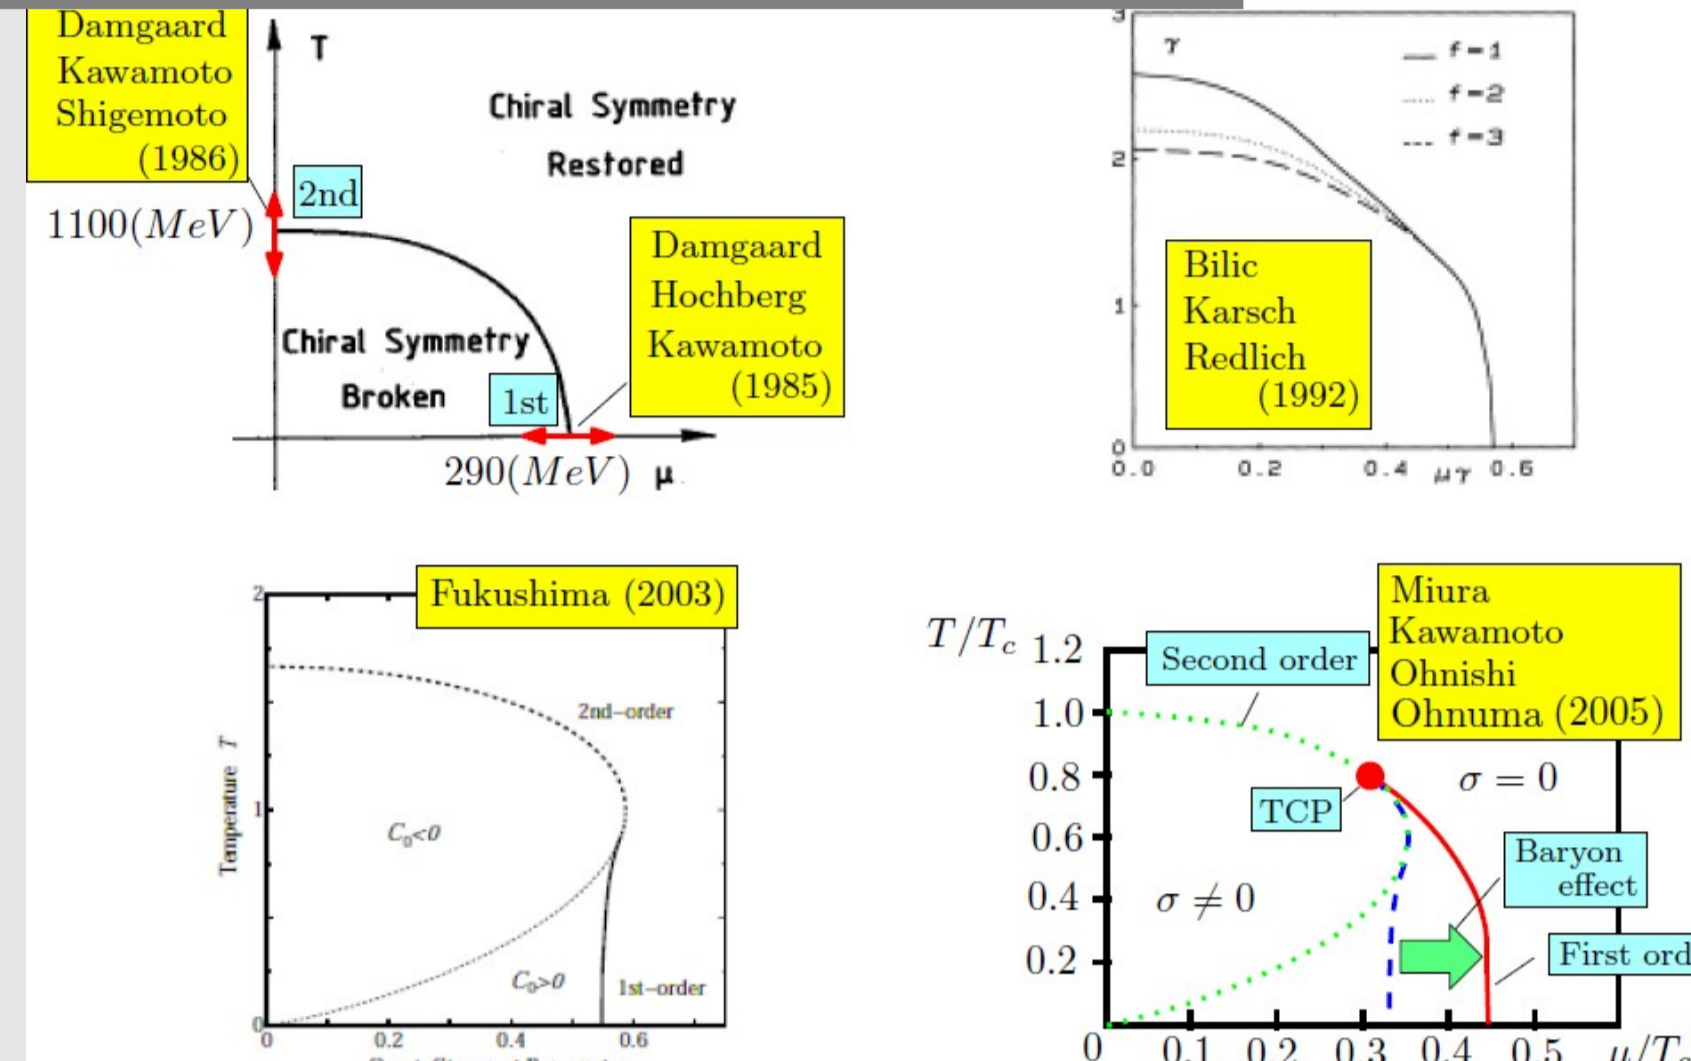 Damgaard
Kawamoto
Shigemoto
(1986)
T
Chiral Symmetry
Restored
2nd
1100(MeV)
Damgaard
Hochberg
Kawamoto
(1985)
Chiral Symmetry
Broken
1st
290(MeV) μ
3
γ
f=1
f=2
f=3
2
Bilic
Karsch
Redlich
(1992)
1
0
0.0 0.2 0.4 μγ 0.6
Fukushima (2003)
2
2nd-order
Temperature T
1
C₀<0
C₀>0
1st-order
0
0 0.2 0.4 0.6
Miura
Kawamoto
Ohnishi
Ohnuma (2005)
T/Tc 1.2
Second order
1.0
0.8
σ = 0
TCP
0.6
Baryon
effect
0.4
σ ≠ 0
First ord
0.2
0 0.1 0.2 0.3 0.4 0.5 μ/Tc